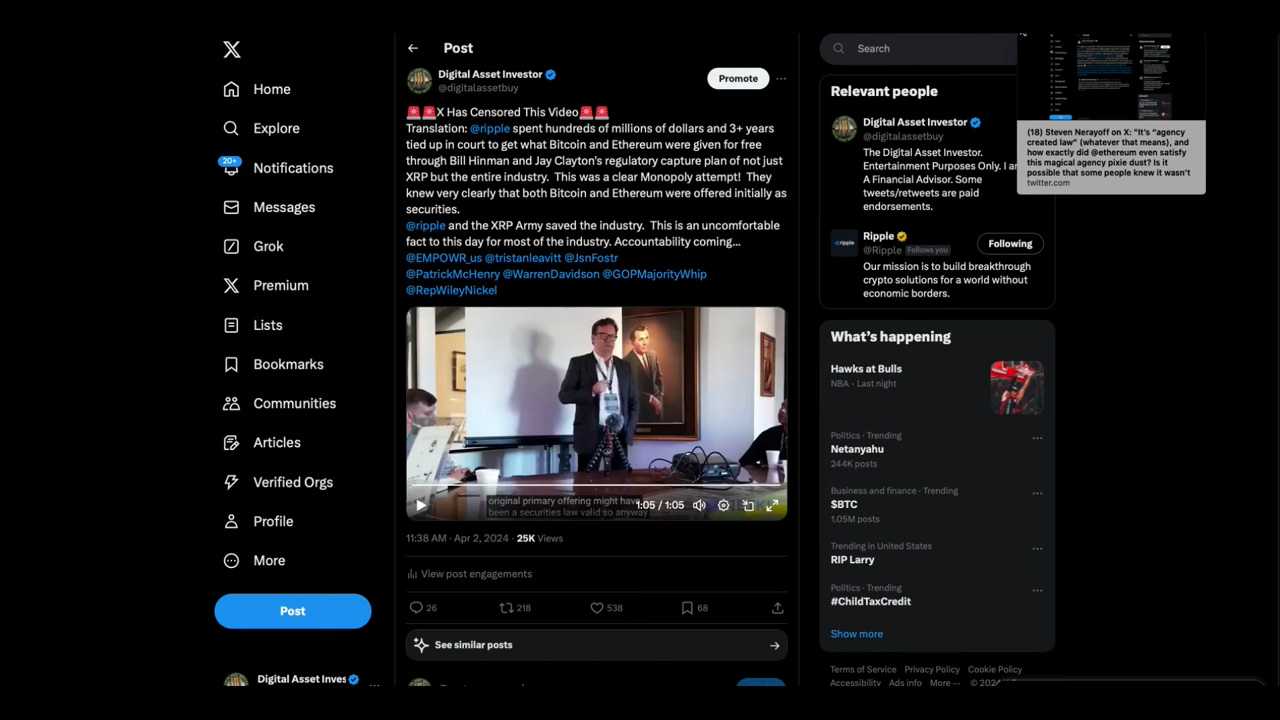 Home
Explore
20+
Notifications
Messages
Grok
Premium
Lists
Bookmarks
Communities
Articles
Verified Orgs
Profile
More
Post
Digital Asset Inves
Post
Digital Asset Investor
@digitalassetbuy
Promote
🚨🚨X Has Censored This Video🚨🚨
Translation: @ripple spent hundreds of millions of dollars and 3+ years
tied up in court to get what Bitcoin and Ethereum were given for free
through Bill Hinman and Jay Clayton's regulatory capture plan of not just
XRP but the entire industry. This was a clear Monopoly attempt! They
knew very clearly that both Bitcoin and Ethereum were offered initially as
securities.
@ripple and the XRP Army saved the industry. This is an uncomfortable
fact to this day for most of the industry. Accountability coming...
@EMPOWR_us @tristanleavitt @JsnFostr
@PatrickMcHenry @WarrenDavidson @GOPMajorityWhip
@RepWileyNickel
original primary offering might have
been a securities law valid so anyway
1:05 / 1:05
11:38 AM · Apr 2, 2024 · 25K Views
View post engagements
26
218
538
68
See similar posts
Search
Relevant people
Digital Asset Investor
@digitalassetbuy
The Digital Asset Investor.
Entertainment Purposes Only. I ar
A Financial Advisor. Some
tweets/retweets are paid
endorsements.
Ripple
@Ripple Follows you
Following
Our mission is to build breakthrough
crypto solutions for a world without
economic borders.
(18) Steven Nerayoff on X: "It's "agency
created law" (whatever that means), and
how exactly did @ethereum even satisfy
this magical agency pixie dust? Is it
possible that some people knew it wasn't
twitter.com
What's happening
Hawks at Bulls
NBA · Last night
Politics · Trending
Netanyahu
244K posts
Business and finance · Trending
$BTC
1.05M posts
Trending in United States
RIP Larry
Politics · Trending
#ChildTaxCredit
Show more
Terms of Service Privacy Policy Cookie Policy
Accessibility Ads info More ··· © 2024